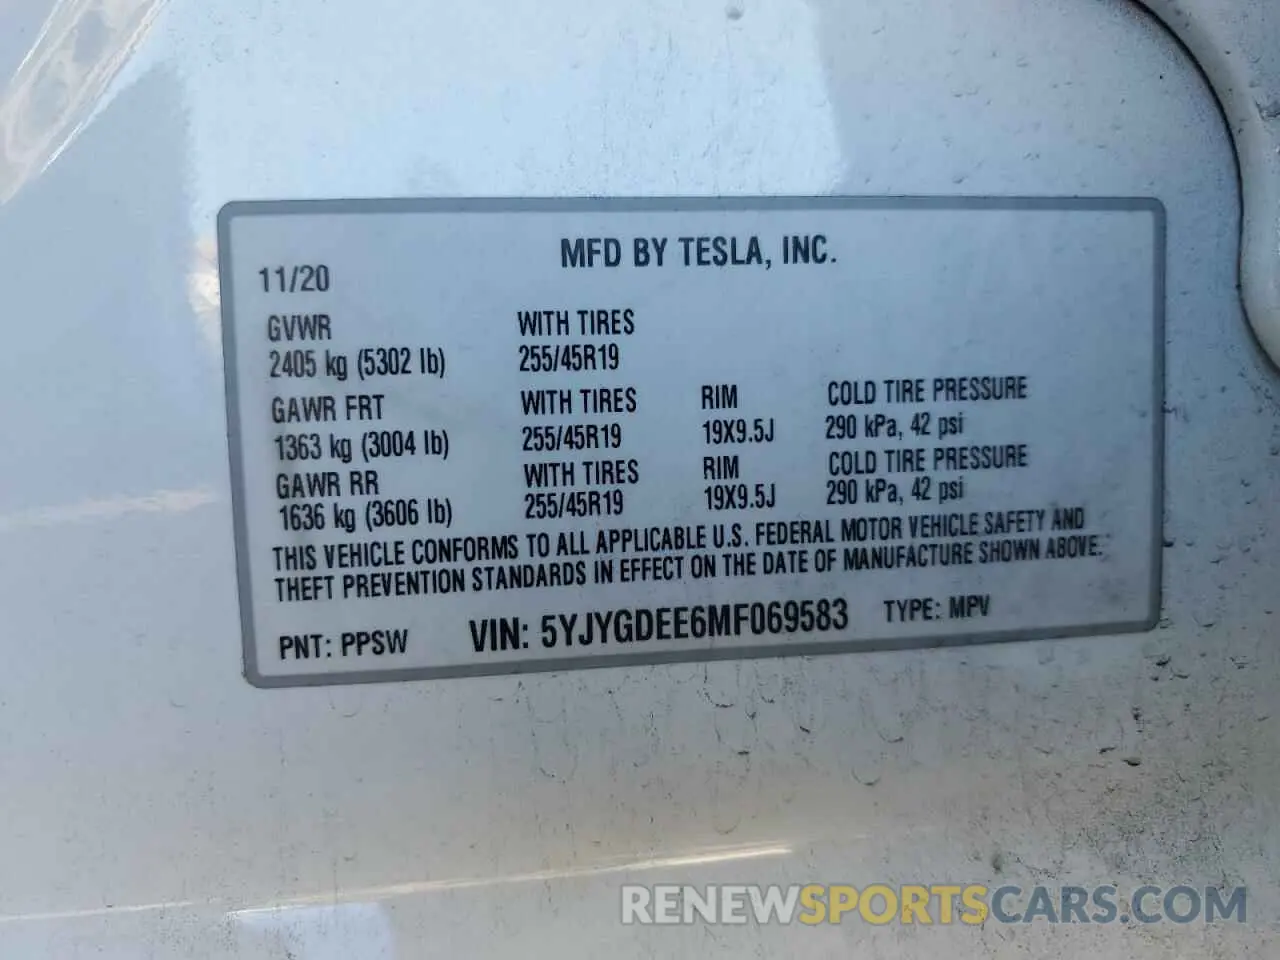 MFD BY TESLA, INC.
11/20
GVWR WITH TIRES
2405 kg (5302 lb) 255/45R19
GAWR FRT WITH TIRES RIM COLD TIRE PRESSURE
1363 kg (3004 lb) 255/45R19 19X9.5J 290 kPa, 42 psi
GAWR RR WITH TIRES RIM COLD TIRE PRESSURE
1636 kg (3606 lb) 255/45R19 19X9.5J 290 kPa, 42 psi
THIS VEHICLE CONFORMS TO ALL APPLICABLE U.S. FEDERAL MOTOR VEHICLE SAFETY AND
THEFT PREVENTION STANDARDS IN EFFECT ON THE DATE OF MANUFACTURE SHOWN ABOVE.
PNT: PPSW VIN: 5YJYGDEE6MF069583 TYPE: MPV
RENEWSPORTSCARS.COM